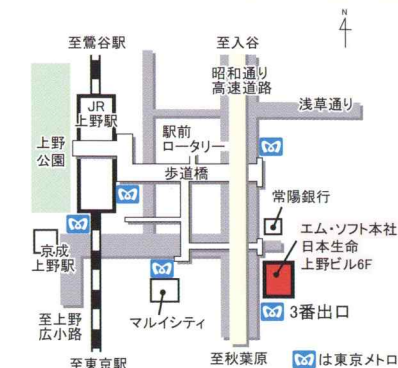 N
至鶯谷駅
至入谷
昭和通り
高速道路
浅草通り
JR
上野駅
駅前
ロータリー
上野
公園
歩道橋
常陽銀行
エム・ソフト本社
日本生命
上野ビル6F
京成
上野駅
3番出口
マルイシティ
至上野
広小路
至東京駅
至秋葉原
は東京メトロ